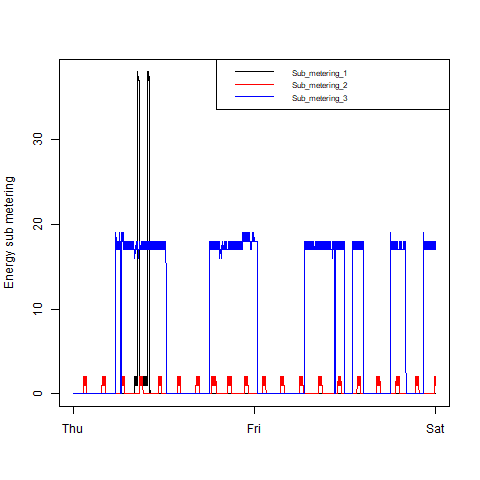 Sub_metering_1
Sub_metering_2
Sub_metering_3
Energy sub metering
30
20
10
0
Thu Fri Sat